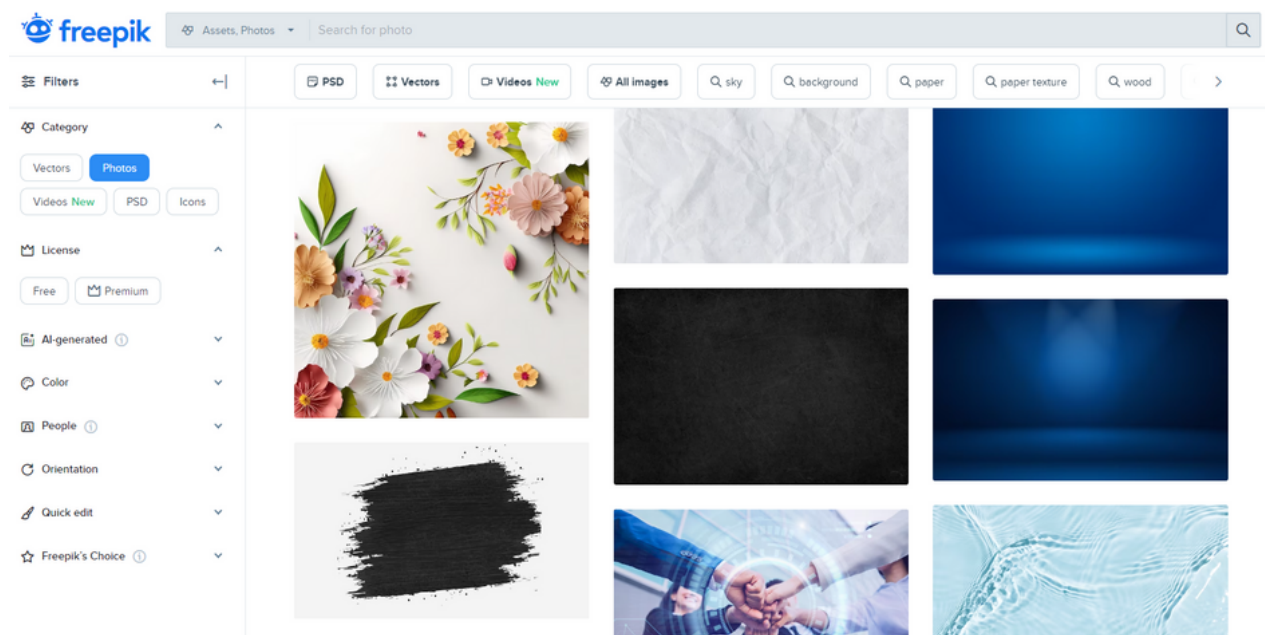 freepik
Assets, Photos
Search for photo
Filters
PSD
Vectors
Videos New
All images
sky
background
paper
paper texture
wood
Category
Vectors
Photos
Videos New
PSD
Icons
License
Free
Premium
AI-generated
Color
People
Orientation
Quick edit
Freepik's Choice